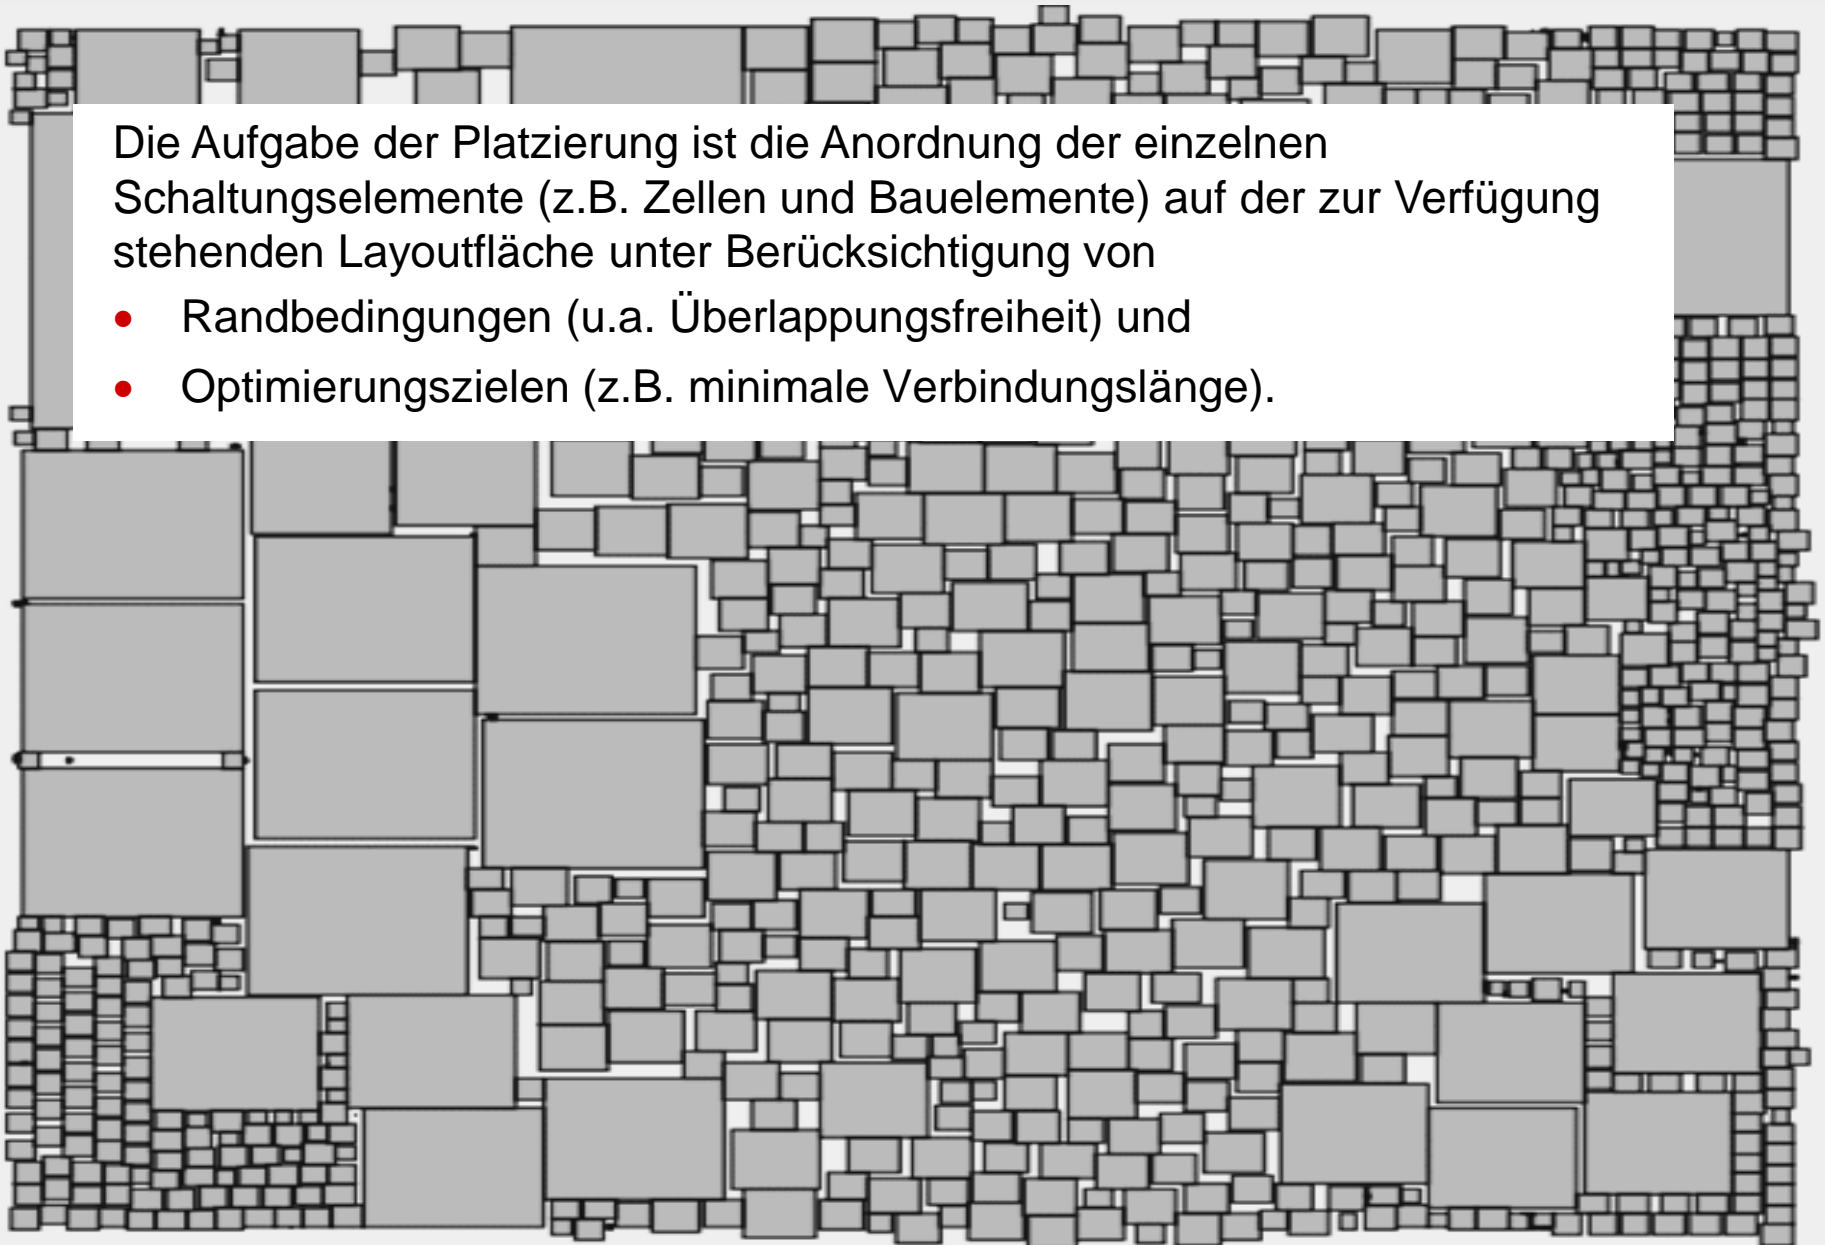 Die Aufgabe der Platzierung ist die Anordnung der einzelnen
Schaltungselemente (z.B. Zellen und Bauelemente) auf der zur Verfügung
stehenden Layoutfläche unter Berücksichtigung von
• Randbedingungen (u.a. Überlappungsfreiheit) und
• Optimierungszielen (z.B. minimale Verbindungslänge).